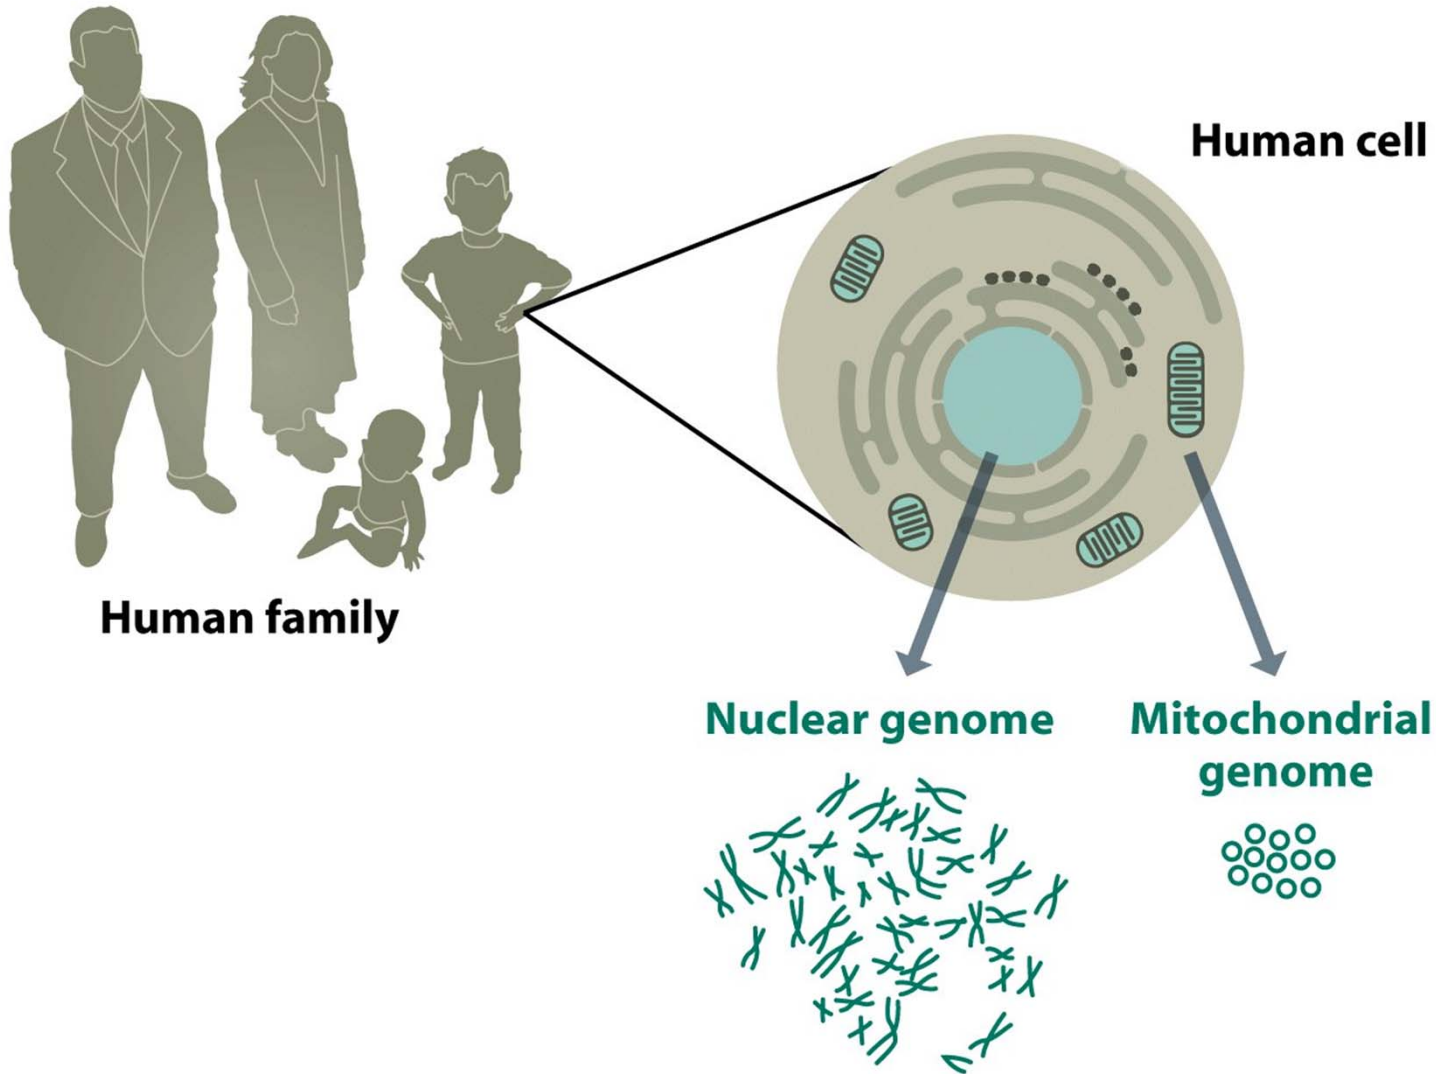 Human cell
Human family
Nuclear genome
Mitochondrial
genome